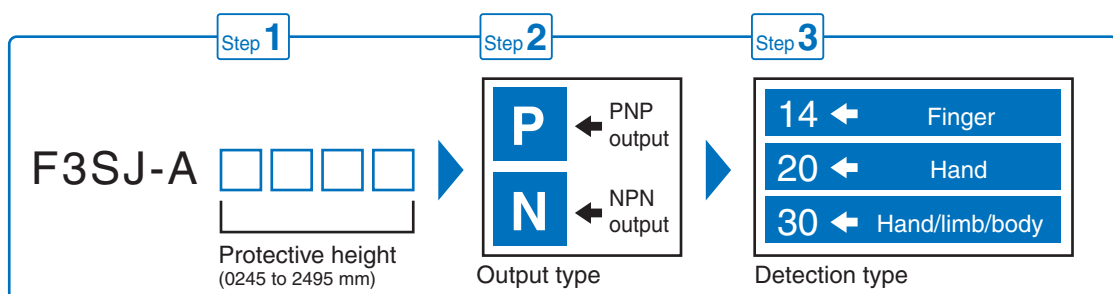 Step 1
Step 2
Step 3
F3SJ-A
Protective height
(0245 to 2495 mm)
P
PNP
output
N
NPN
output
Output type
14 Finger
20 Hand
30 Hand/limb/body
Detection type